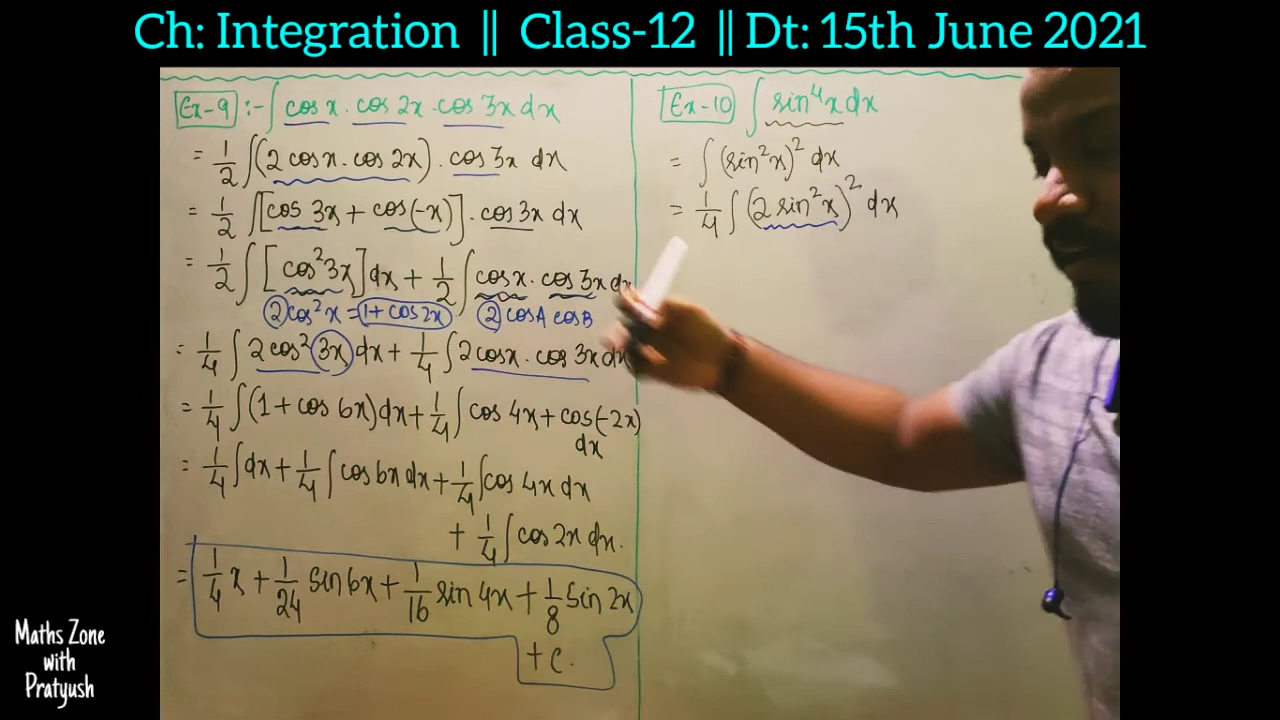 Ch: Integration || Class-12 || Dt: 15th June 2021
Ex-9 :- ∫ cos x . cos 2x . cos 3x dx
= 1/2 ∫(2 cos x . cos 2x) . cos 3x dx
= 1/2 ∫[cos 3x + cos(-x)] . cos 3x dx
= 1/2 ∫ [cos²3x] dx + 1/2 ∫ cos x . cos 3x dx
2cos²x = 1 + cos 2x 2 cosA cosB
= 1/4 ∫ 2cos² 3x dx + 1/4 ∫ 2cosx . cos 3x dx
= 1/4 ∫(1 + cos 6x)dx + 1/4 ∫ cos 4x + cos(-2x)
dx
= 1/4 ∫dx + 1/4 ∫ cos 6x dx + 1/4 ∫cos 4x dx
+ 1/4 ∫ cos 2x dx.
= 1/4 x + 1/24 sin 6x + 1/16 sin 4x + 1/8 sin 2x
+ c.
Ex-10 ∫ sin⁴x dx
= ∫ (sin²x)² dx
= 1/4 ∫ (2 sin²x)² dx
Maths Zone
with
Pratyush